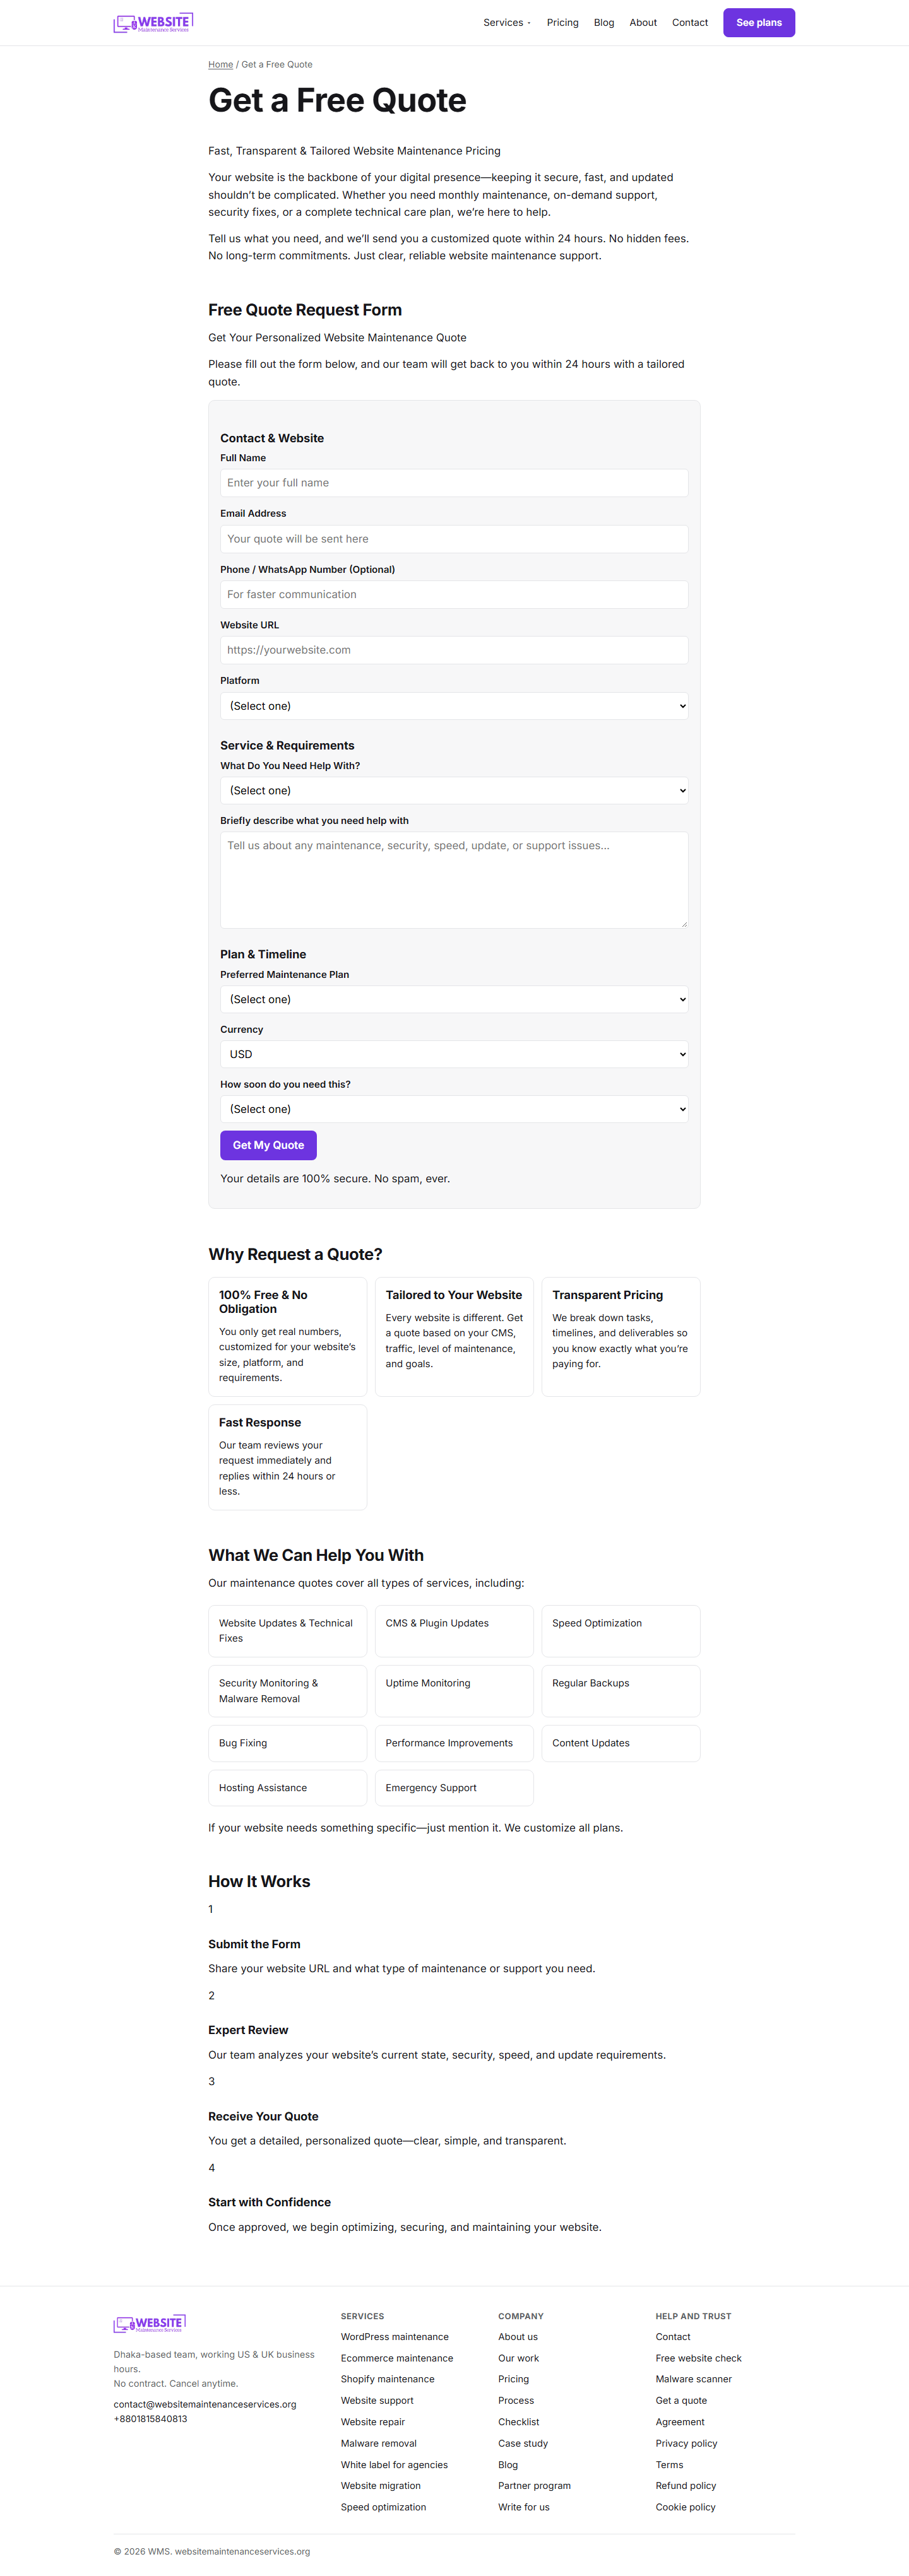 WEBSITE
Maintenance Services
Services
Pricing
Blog
About
Contact
See plans
Home / Get a Free Quote
Get a Free Quote
Fast, Transparent & Tailored Website Maintenance Pricing
Your website is the backbone of your digital presence—keeping it secure, fast, and updated
shouldn’t be complicated. Whether you need monthly maintenance, on-demand support,
security fixes, or a complete technical care plan, we’re here to help.
Tell us what you need, and we’ll send you a customized quote within 24 hours. No hidden fees.
No long-term commitments. Just clear, reliable website maintenance support.
Free Quote Request Form
Get Your Personalized Website Maintenance Quote
Please fill out the form below, and our team will get back to you within 24 hours with a tailored
quote.
Contact & Website
Full Name
Enter your full name
Email Address
Your quote will be sent here
Phone / WhatsApp Number (Optional)
For faster communication
Website URL
https://yourwebsite.com
Platform
(Select one)
Service & Requirements
What Do You Need Help With?
(Select one)
Briefly describe what you need help with
Tell us about any maintenance, security, speed, update, or support issues...
Plan & Timeline
Preferred Maintenance Plan
(Select one)
Currency
USD
How soon do you need this?
(Select one)
Get My Quote
Your details are 100% secure. No spam, ever.
Why Request a Quote?
100% Free & No
Obligation
You only get real numbers,
customized for your website’s
size, platform, and
requirements.
Tailored to Your Website
Every website is different. Get
a quote based on your CMS,
traffic, level of maintenance,
and goals.
Transparent Pricing
We break down tasks,
timelines, and deliverables so
you know exactly what you’re
paying for.
Fast Response
Our team reviews your
request immediately and
replies within 24 hours or
less.
What We Can Help You With
Our maintenance quotes cover all types of services, including:
Website Updates & Technical
Fixes
CMS & Plugin Updates
Speed Optimization
Security Monitoring &
Malware Removal
Uptime Monitoring
Regular Backups
Bug Fixing
Performance Improvements
Content Updates
Hosting Assistance
Emergency Support
If your website needs something specific—just mention it. We customize all plans.
How It Works
1
Submit the Form
Share your website URL and what type of maintenance or support you need.
2
Expert Review
Our team analyzes your website’s current state, security, speed, and update requirements.
3
Receive Your Quote
You get a detailed, personalized quote—clear, simple, and transparent.
4
Start with Confidence
Once approved, we begin optimizing, securing, and maintaining your website.
WEBSITE
Maintenance Services
Dhaka-based team, working US & UK business
hours.
No contract. Cancel anytime.
contact@websitemaintenanceservices.org
+8801815840813
SERVICES
WordPress maintenance
Ecommerce maintenance
Shopify maintenance
Website support
Website repair
Malware removal
White label for agencies
Website migration
Speed optimization
COMPANY
About us
Our work
Pricing
Process
Checklist
Case study
Blog
Partner program
Write for us
HELP AND TRUST
Contact
Free website check
Malware scanner
Get a quote
Agreement
Privacy policy
Terms
Refund policy
Cookie policy
© 2026 WMS. websitemaintenanceservices.org